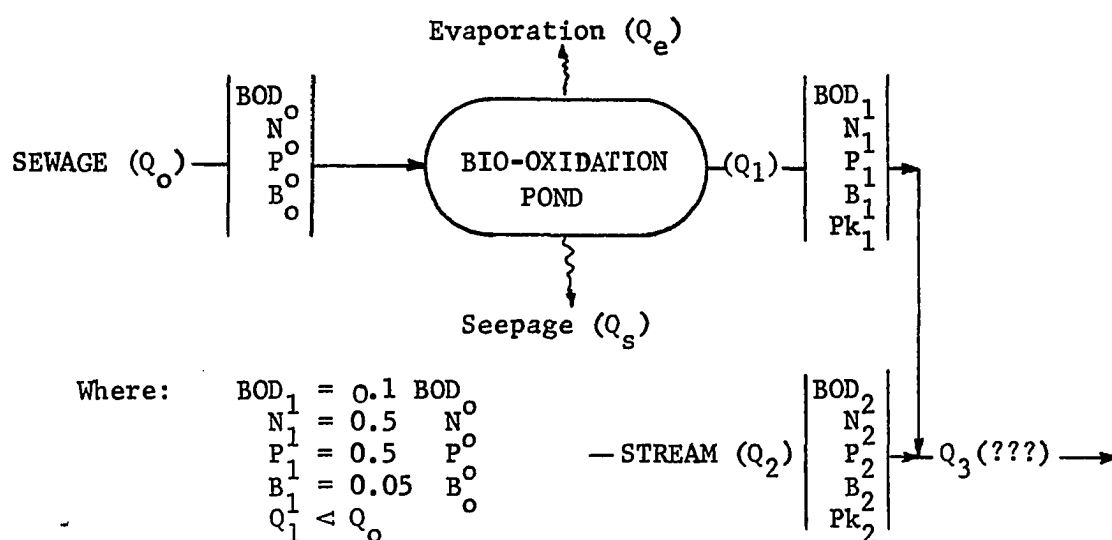 Evaporation (Qe)
SEWAGE (Qo)
BODo
No
Po
Bo
BIO-OXIDATION
POND
(Q1)
BOD1
N1
P1
B1
Pk1
Seepage (Qs)
Where:
BOD1 = 0.1 BODo
N1 = 0.5 No
P1 = 0.5 Po
B1 = 0.05 Bo
Q1 < Qo
STREAM (Q2)
BOD2
N2
P2
B2
Pk2
Q3 (???)